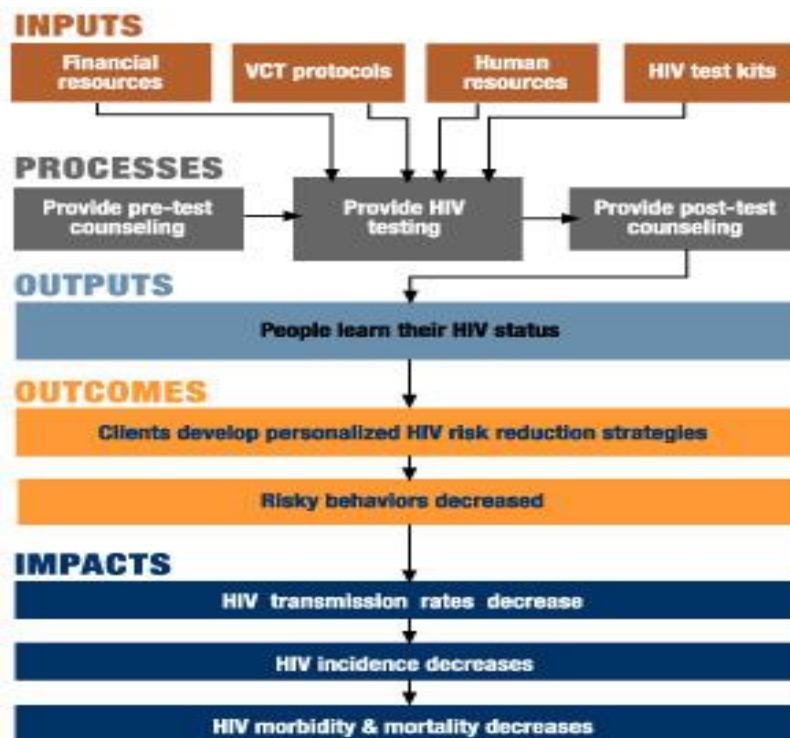 INPUTS
Financial
resources
VCT protocols
Human
resources
HIV test kits
PROCESSES
Provide pre-test
counseling
Provide HIV
testing
Provide post-test
counseling
OUTPUTS
People learn their HIV status
OUTCOMES
Clients develop personalized HIV risk reduction strategies
Risky behaviors decreased
IMPACTS
HIV transmission rates decrease
HIV incidence decreases
HIV morbidity & mortality decreases